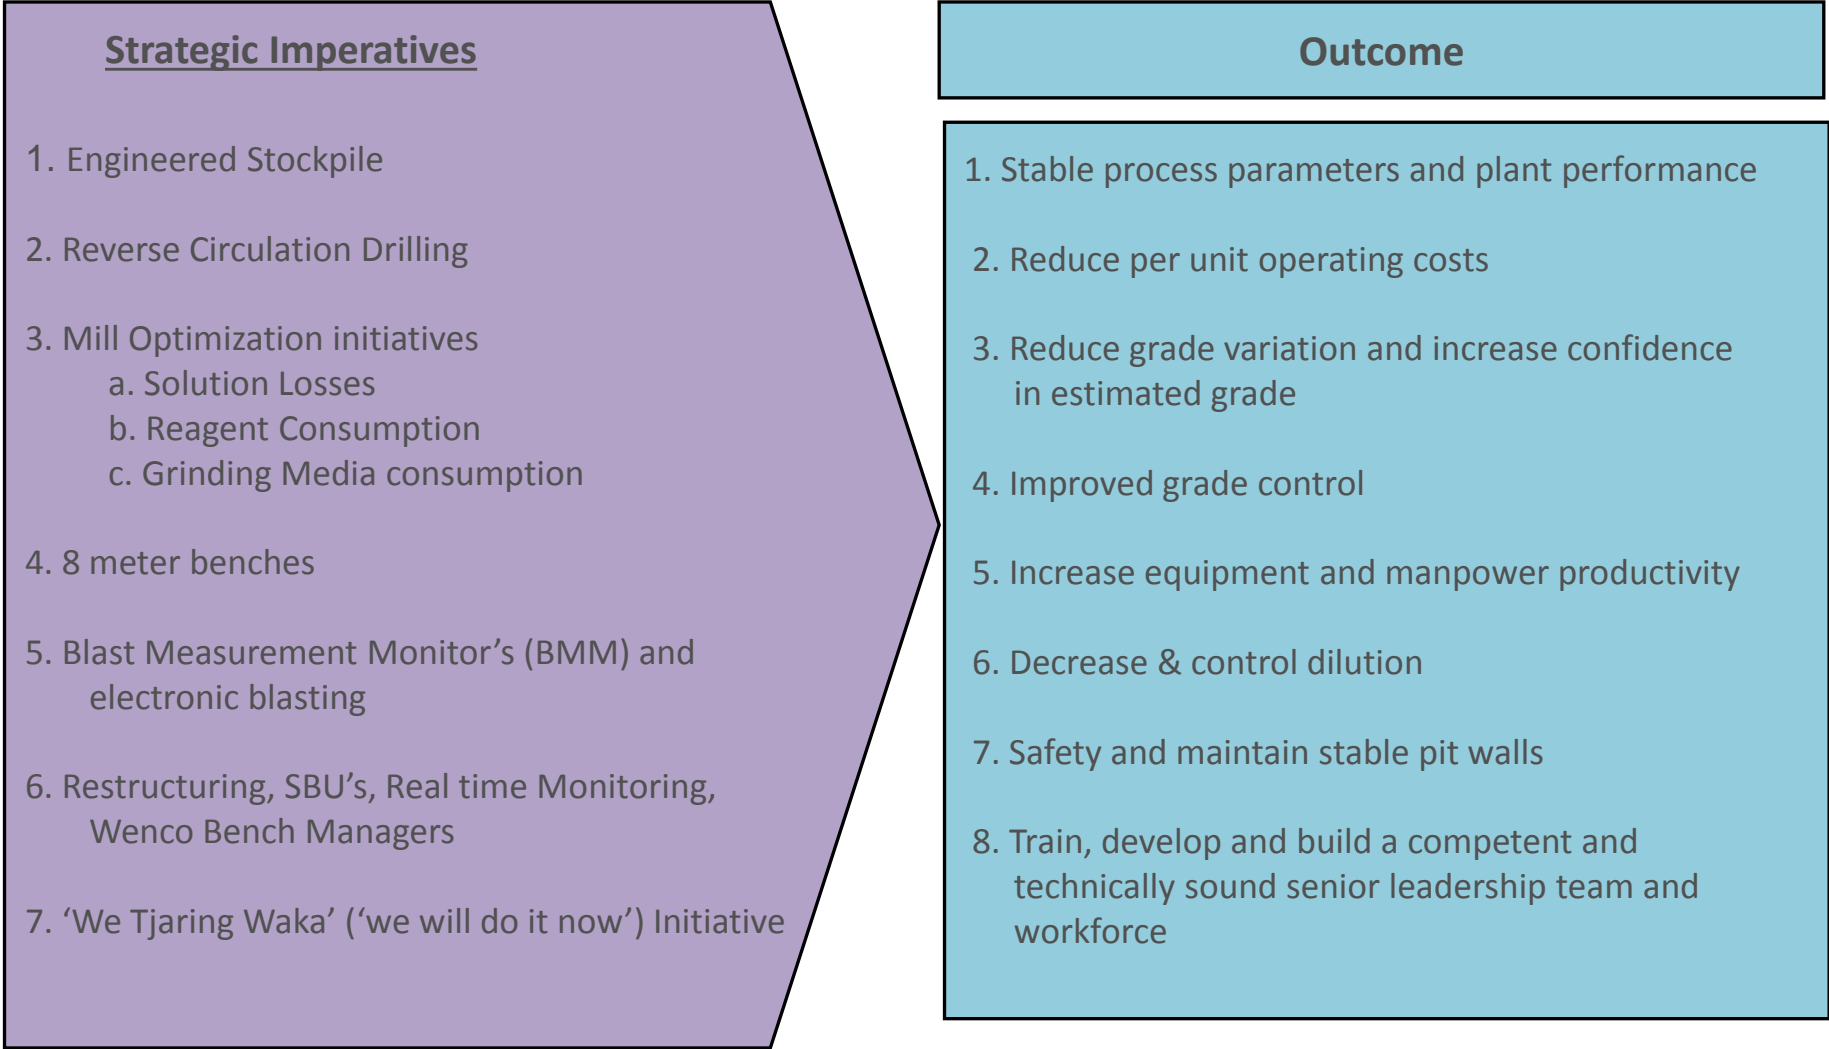 Strategic Imperatives
1. Engineered Stockpile
2. Reverse Circulation Drilling
3. Mill Optimization initiatives
a. Solution Losses
b. Reagent Consumption
c. Grinding Media consumption
4. 8 meter benches
5. Blast Measurement Monitor’s (BMM) and
electronic blasting
6. Restructuring, SBU’s, Real time Monitoring,
Wenco Bench Managers
7. ‘We Tjaring Waka’ (‘we will do it now’) Initiative
Outcome
1. Stable process parameters and plant performance
2. Reduce per unit operating costs
3. Reduce grade variation and increase confidence
in estimated grade
4. Improved grade control
5. Increase equipment and manpower productivity
6. Decrease & control dilution
7. Safety and maintain stable pit walls
8. Train, develop and build a competent and
technically sound senior leadership team and
workforce